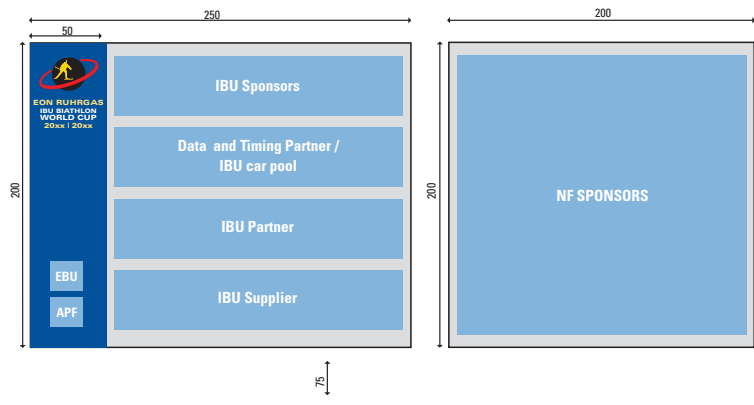 250
200
50
200
EON RUHRGAS
IBU BIATHLON
WORLD CUP
20xx | 20xx
EBU
APF
IBU Sponsors
Data and Timing Partner /
IBU car pool
IBU Partner
IBU Supplier
200
NF SPONSORS
75